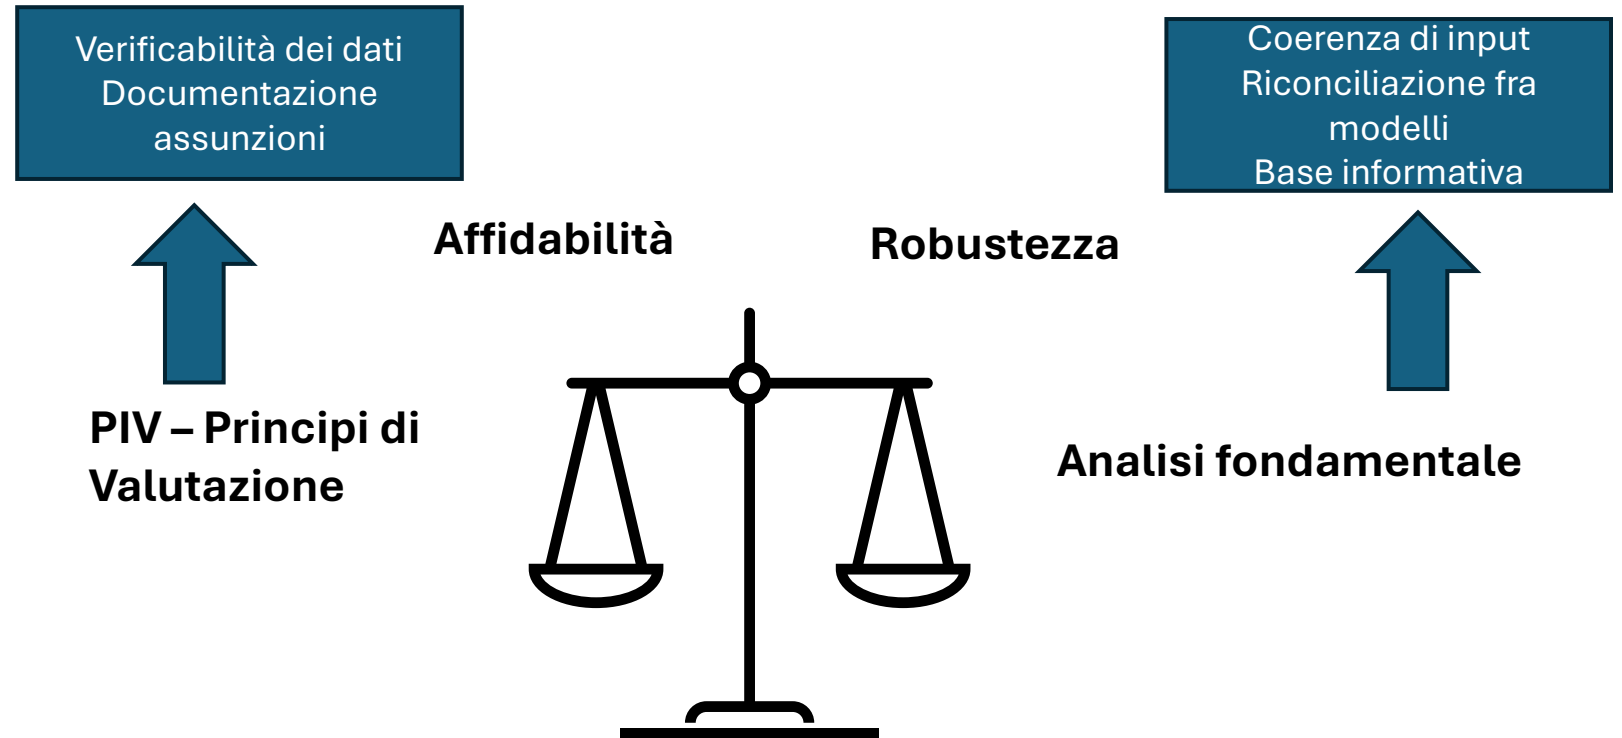 Verificabilità dei dati
Documentazione
assunzioni
Coerenza di input
Riconciliazione fra
modelli
Base informativa
Affidabilità
Robustezza
PIV – Principi di
Valutazione
Analisi fondamentale